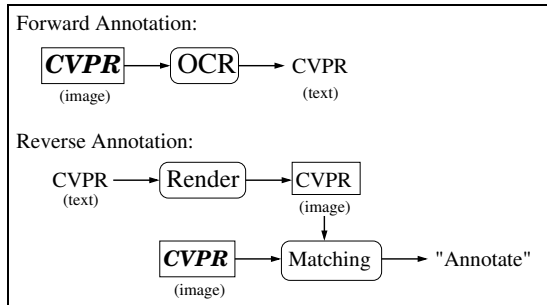 Forward Annotation:
CVPR OCR CVPR
(image) (text)
Reverse Annotation:
CVPR Render CVPR
(text) (image)
CVPR Matching "Annotate"
(image)